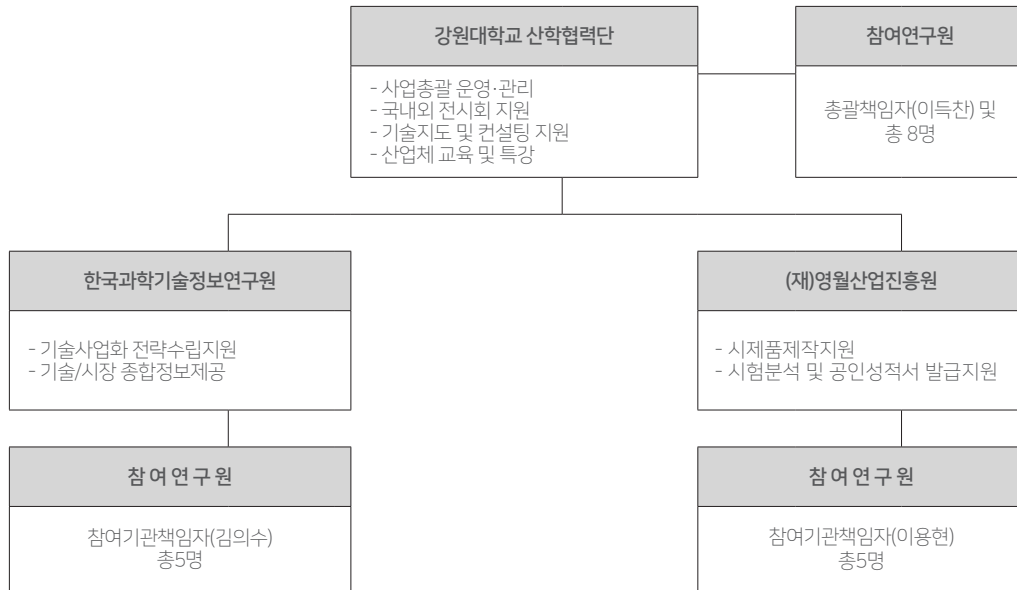 강원대학교 산학협력단
- 사업총괄 운영·관리
- 국내외 전시회 지원
- 기술지도 및 컨설팅 지원
- 산업체 교육 및 특강
참여연구원
총괄책임자(이득찬) 및
총 8명
한국과학기술정보연구원
- 기술사업화 전략수립지원
- 기술/시장 종합정보제공
(재)영월산업진흥원
- 시제품제작지원
- 시험분석 및 공인성적서 발급지원
참 여 연 구 원
참여기관책임자(김의수)
총5명
참 여 연 구 원
참여기관책임자(이용현)
총5명